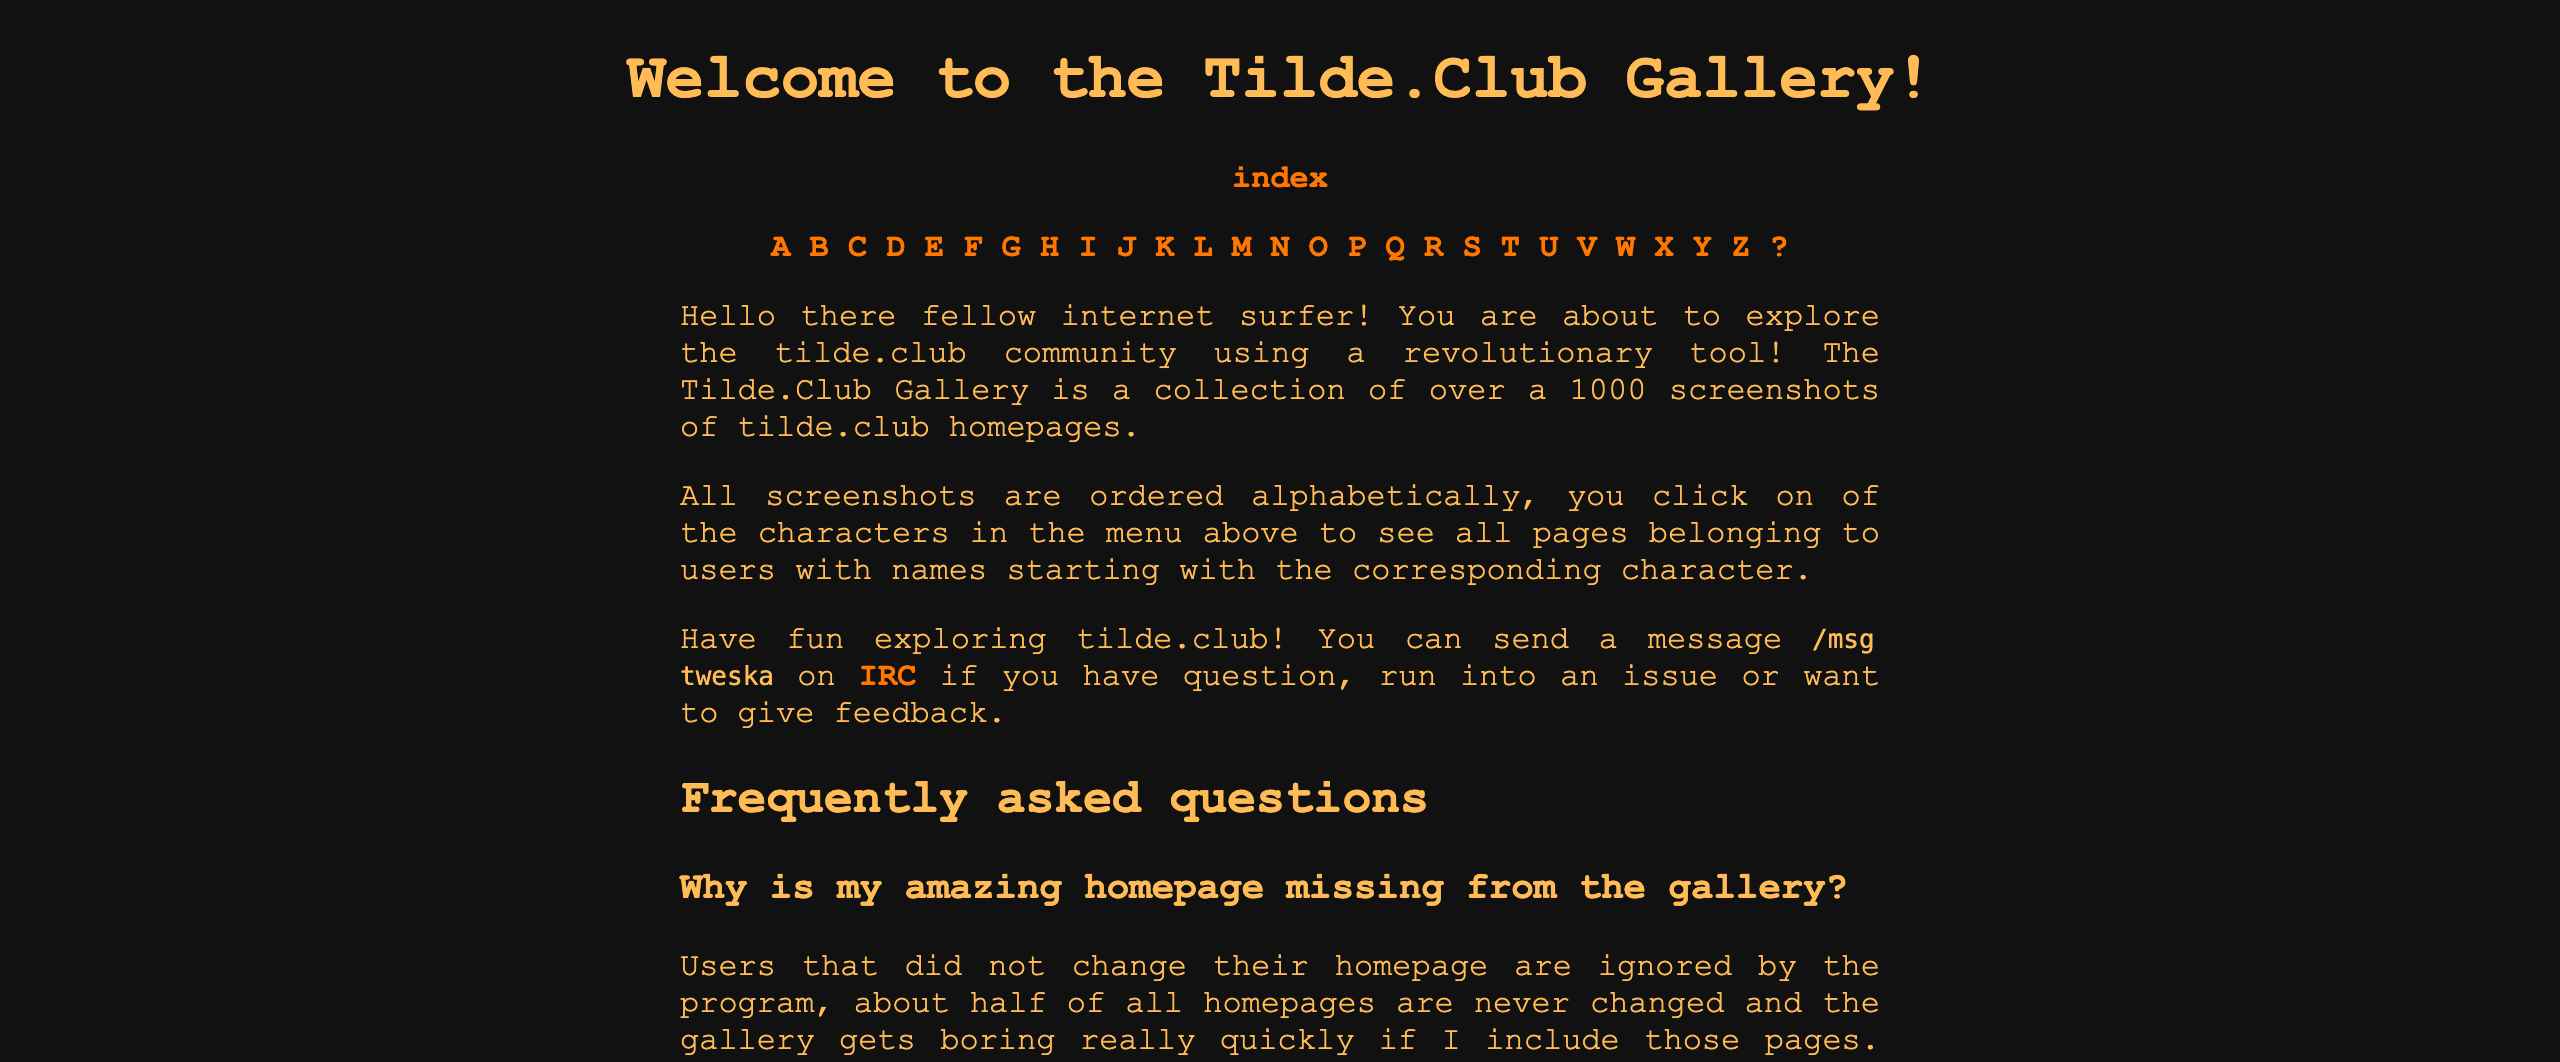 Welcome to the Tilde.Club Gallery!
index
A B C D E F G H I J K L M N O P Q R S T U V W X Y Z ?
Hello there fellow internet surfer! You are about to explore
the tilde.club community using a revolutionary tool! The
Tilde.Club Gallery is a collection of over a 1000 screenshots
of tilde.club homepages.
All screenshots are ordered alphabetically, you click on of
the characters in the menu above to see all pages belonging to
users with names starting with the corresponding character.
Have fun exploring tilde.club! You can send a message /msg
tweska on IRC if you have question, run into an issue or want
to give feedback.
Frequently asked questions
Why is my amazing homepage missing from the gallery?
Users that did not change their homepage are ignored by the
program, about half of all homepages are never changed and the
gallery gets boring really quickly if I include those pages.